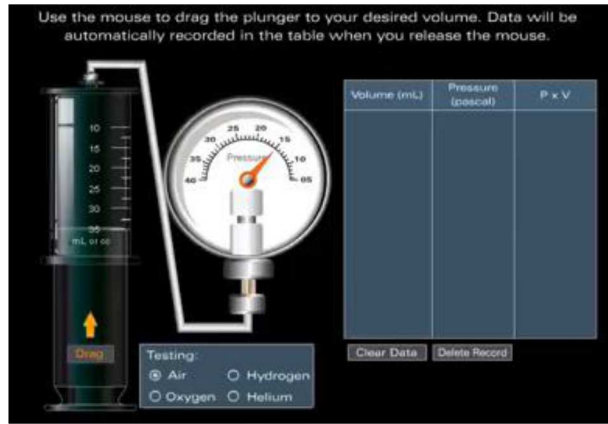 Use the mouse to drag the plunger to your desired volume. Data will be
automatically recorded in the table when you release the mouse.
10
15
20
25
30
35
mL or cc
Drag
40
35
30
25
20
15
10
05
Pressure
Testing:
Air
Hydrogen
Oxygen
Helium
Volume (mL)
Pressure
(pascal)
P x V
Clear Data
Delete Record